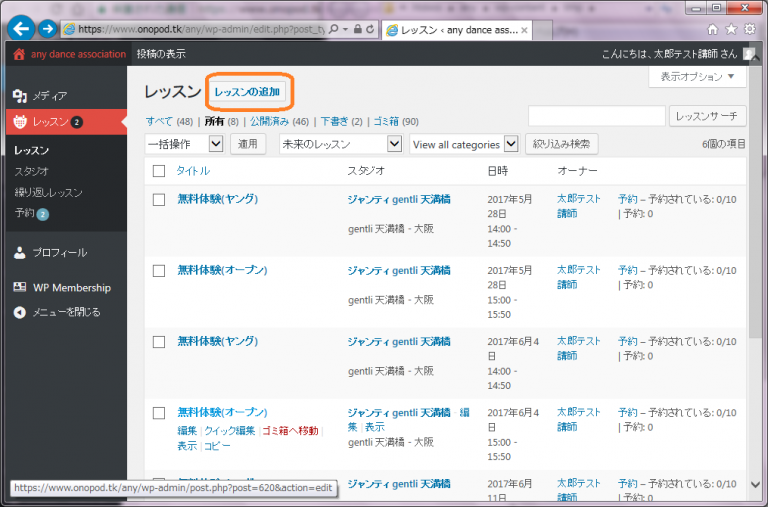 https://www.onopod.tk/any/wp-admin/edit.php?post_ty
レッスン ‹ any dance ass...
any dance association 投稿の表示 こんにちは、太郎テスト講師 さん
表示オプション ▼
メディア
レッスン 2
レッスン
スタジオ
繰り返しレッスン
予約 2
プロフィール
WP Membership
メニューを閉じる
レッスン レッスンの追加
すべて (48) | 所有 (8) | 公開済み (46) | 下書き (2) | ゴミ箱 (90)
レッスンサーチ
一括操作 適用 未来のレッスン View all categories 絞り込み検索 6個の項目
タイトル スタジオ 日時 オーナー
無料体験(ヤング) ジャンティ gentli 天満橋 2017年5月 太郎テスト 予約 – 予約されている: 0/10
28日 講師 | 予約: 0
gentli 天満橋 - 大阪 14:00 -
14:50
無料体験(オープン) ジャンティ gentli 天満橋 2017年5月 太郎テスト 予約 – 予約されている: 0/10
28日 講師 | 予約: 0
gentli 天満橋 - 大阪 15:00 -
15:50
無料体験(ヤング) ジャンティ gentli 天満橋 2017年6月4 太郎テスト 予約 – 予約されている: 0/10
日 講師 | 予約: 0
gentli 天満橋 - 大阪 14:00 -
14:50
無料体験(オープン) ジャンティ gentli 天満橋 編 2017年6月4 太郎テスト 予約 – 予約されている: 0/10
編集 | クイック編集 | ゴミ箱へ移動 | 集 | 表示 日 講師 | 予約: 0
表示 | コピー gentli 天満橋 - 大阪 15:00 -
15:50
ジャンティ gentli 天満橋 2017年6月 太郎テスト 予約 – 予約されている: 0/10
11日 講師 | 予約: 0
https://www.onopod.tk/any/wp-admin/post.php?post=620&action=edit